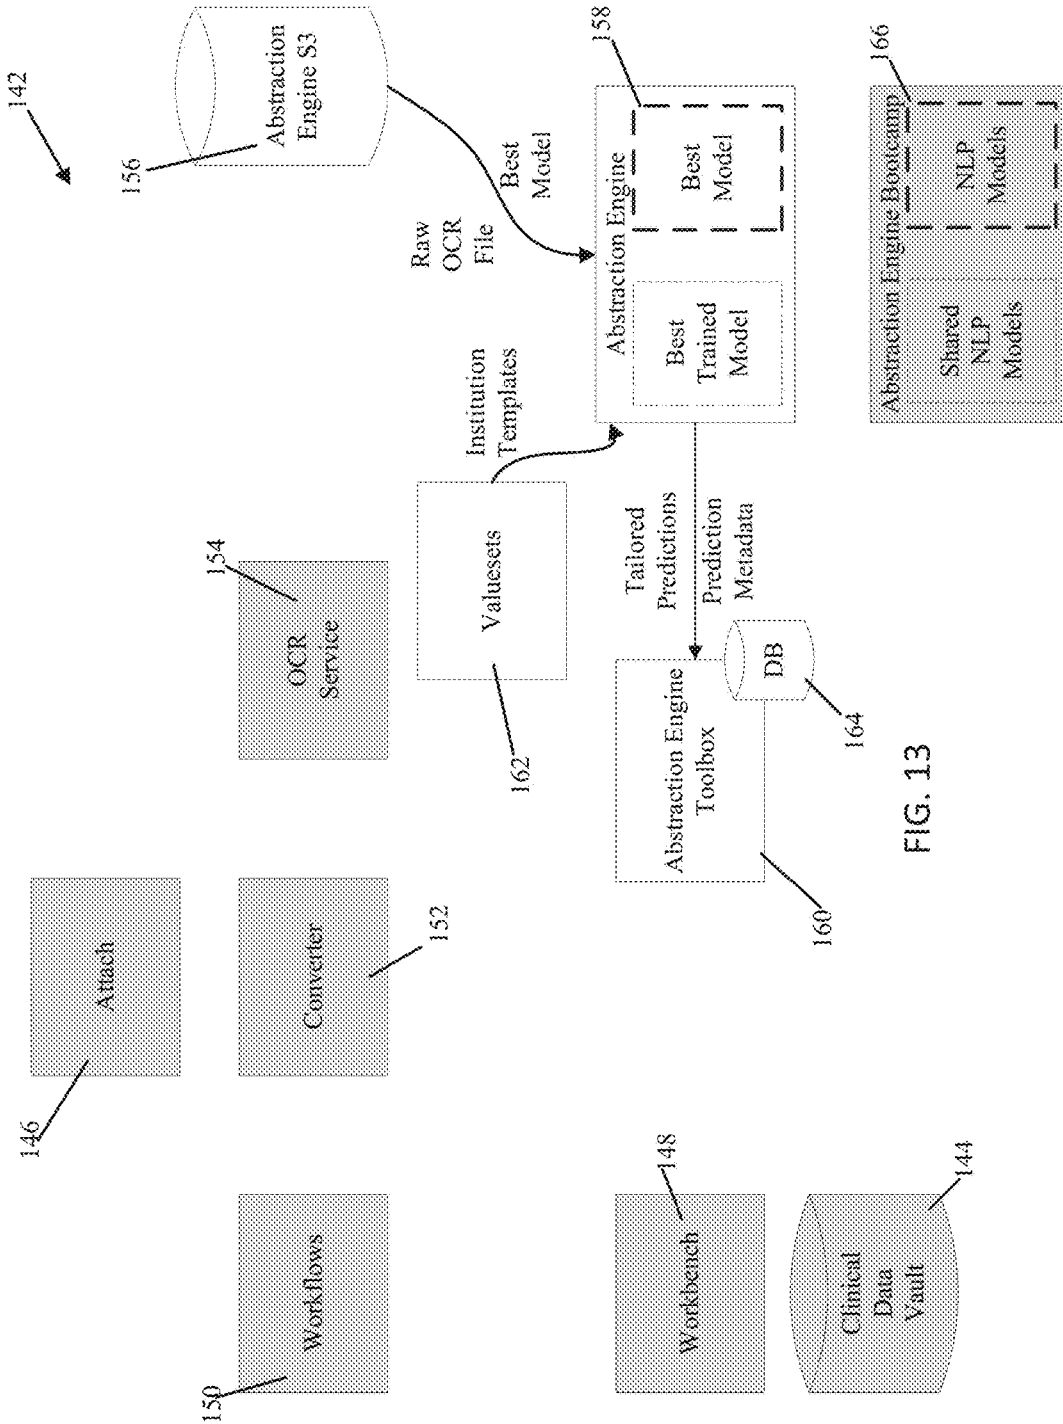 142
146
Attach
Abstraction
Engine S3
156
150
Workflows
Converter
152
OCR
Service
154
Raw
OCR
File
Best
Model
Valuesets
162
Institution
Templates
Abstraction Engine
Best
Trained
Model
Best
Model
158
Workbench
148
Abstraction Engine
Toolbox
DB
160
164
Tailored
Predictions
Prediction
Metadata
Clinical
Data
Vault
144
Abstraction Engine Bootcamp
Shared
NLP
Models
NLP
Models
166
FIG. 13